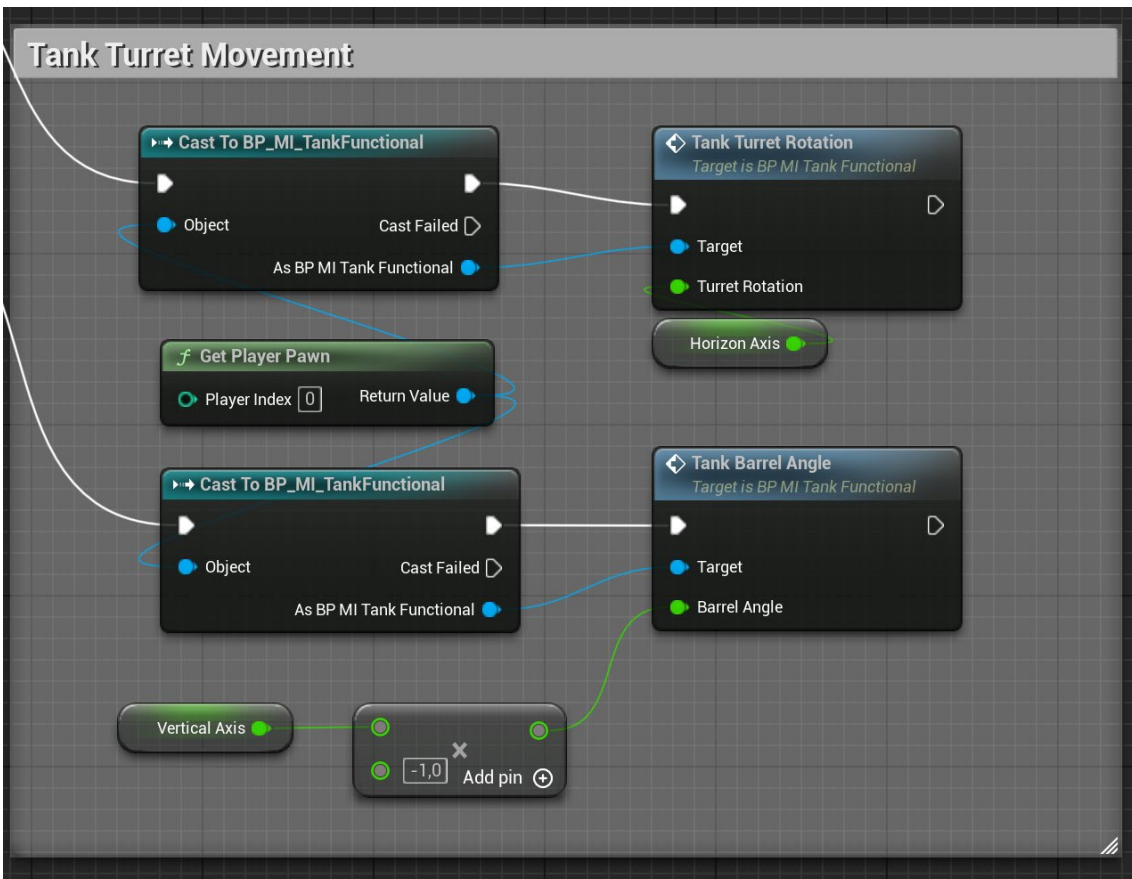 Tank Turret Movement
Cast To BP_MI_TankFunctional
Object
Cast Failed
As BP MI Tank Functional
Tank Turret Rotation
Target is BP MI Tank Functional
Target
Turret Rotation
Horizon Axis
f Get Player Pawn
Player Index 0
Return Value
Cast To BP_MI_TankFunctional
Object
Cast Failed
As BP MI Tank Functional
Tank Barrel Angle
Target is BP MI Tank Functional
Target
Barrel Angle
Vertical Axis
-1,0
Add pin